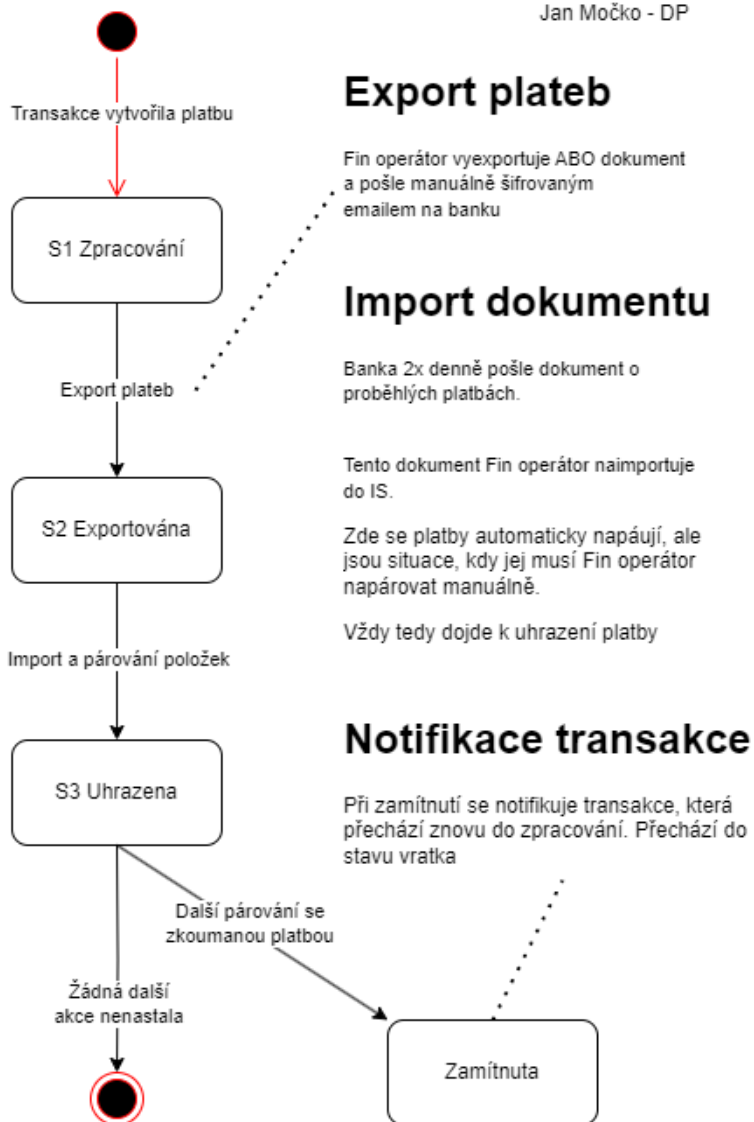 Jan Močko - DP
Transakce vytvořila platbu
Export plateb
Fin operátor vyexportuje ABO dokument
a pošle manuálně šifrovaným
emailem na banku
S1 Zpracování
Import dokumentu
Banka 2x denně pošle dokument o
proběhlých platbách.
Export plateb
Tento dokument Fin operátor naimportuje
do IS.
S2 Exportována
Zde se platby automaticky napáují, ale
jsou situace, kdy jej musí Fin operátor
napárovat manuálně.
Vždy tedy dojde k uhrazení platby
Import a párování položek
Notifikace transakce
S3 Uhrazena
Při zamítnutí se notifikuje transakce, která
přechází znovu do zpracování. Přechází do
stavu vratka
Další párování se
zkoumanou platbou
Žádná další
akce nenastala
Zamítnuta